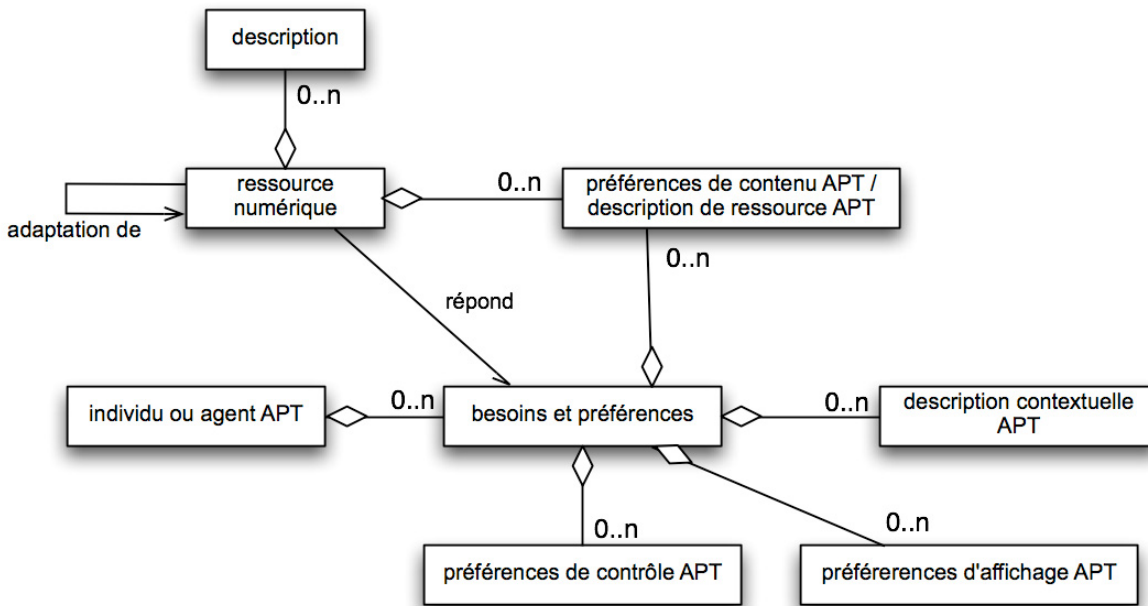 description
0..n
ressource
numérique
0..n
préférences de contenu APT /
description de ressource APT
adaptation de
0..n
répond
individu ou agent APT
0..n
besoins et préférences
0..n
description contextuelle
APT
0..n
0..n
préférences de contrôle APT
préférerences d'affichage APT